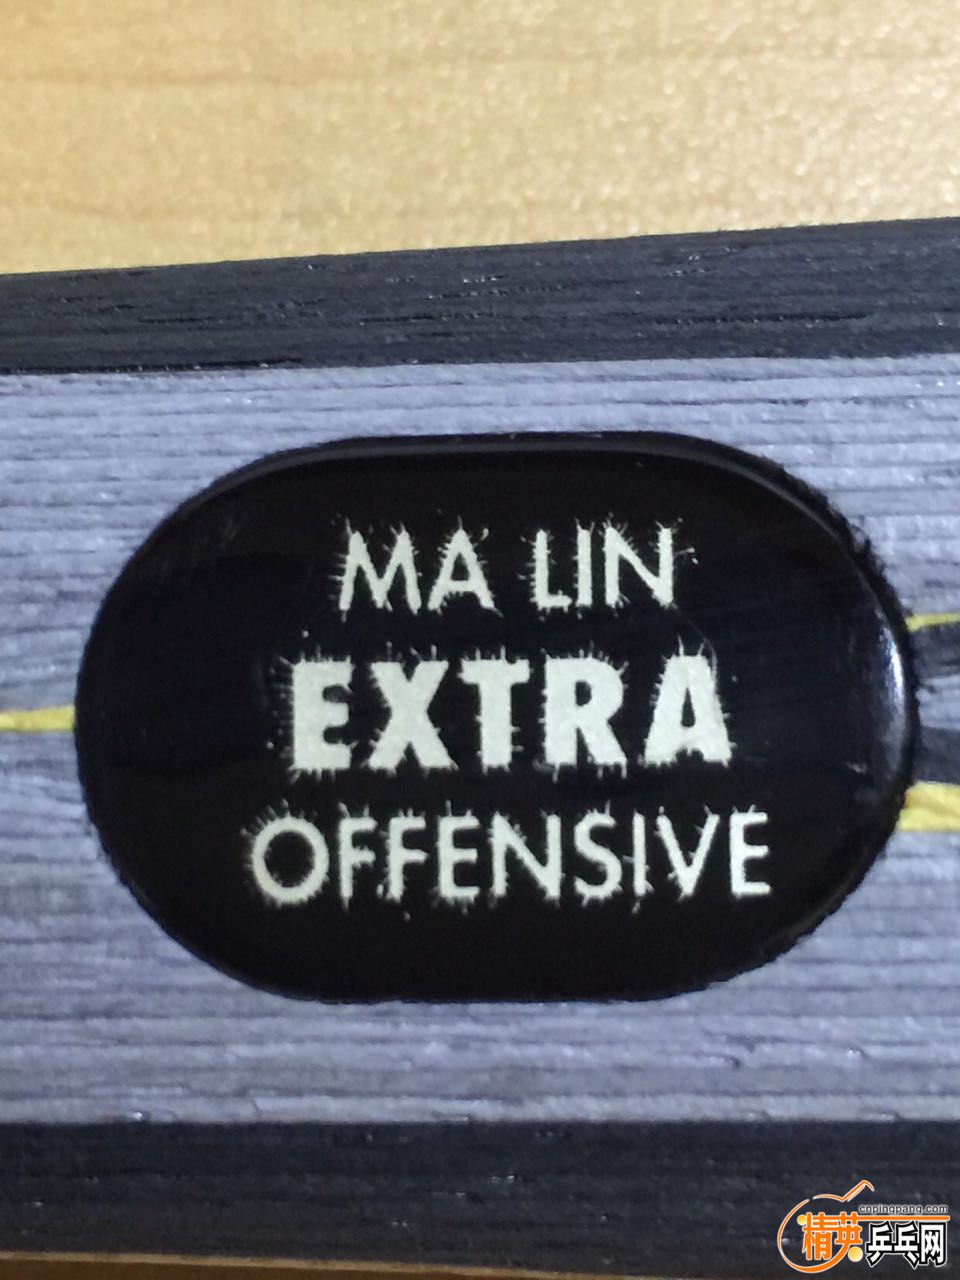 MA LIN
EXTRA
OFFENSIVE
cnpingpang.com
精英乒乓网